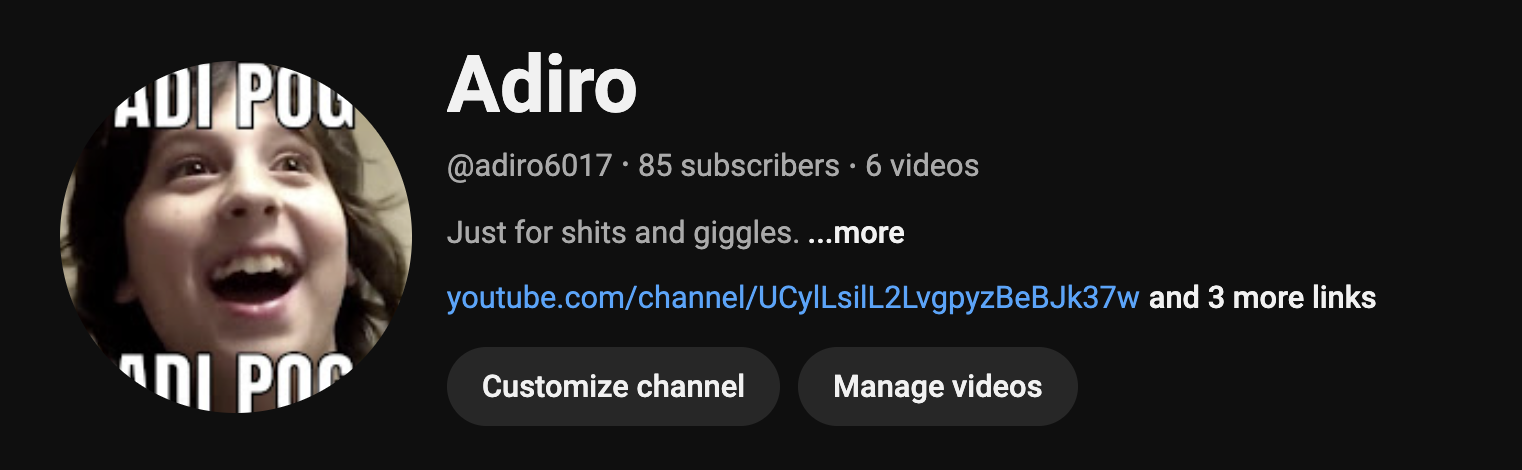 ADI POG
ADI POG
Adiro
@adiro6017 · 85 subscribers · 6 videos
Just for shits and giggles. ...more
youtube.com/channel/UCylLsilL2LvgpyzBeBJk37w and 3 more links
Customize channel
Manage videos